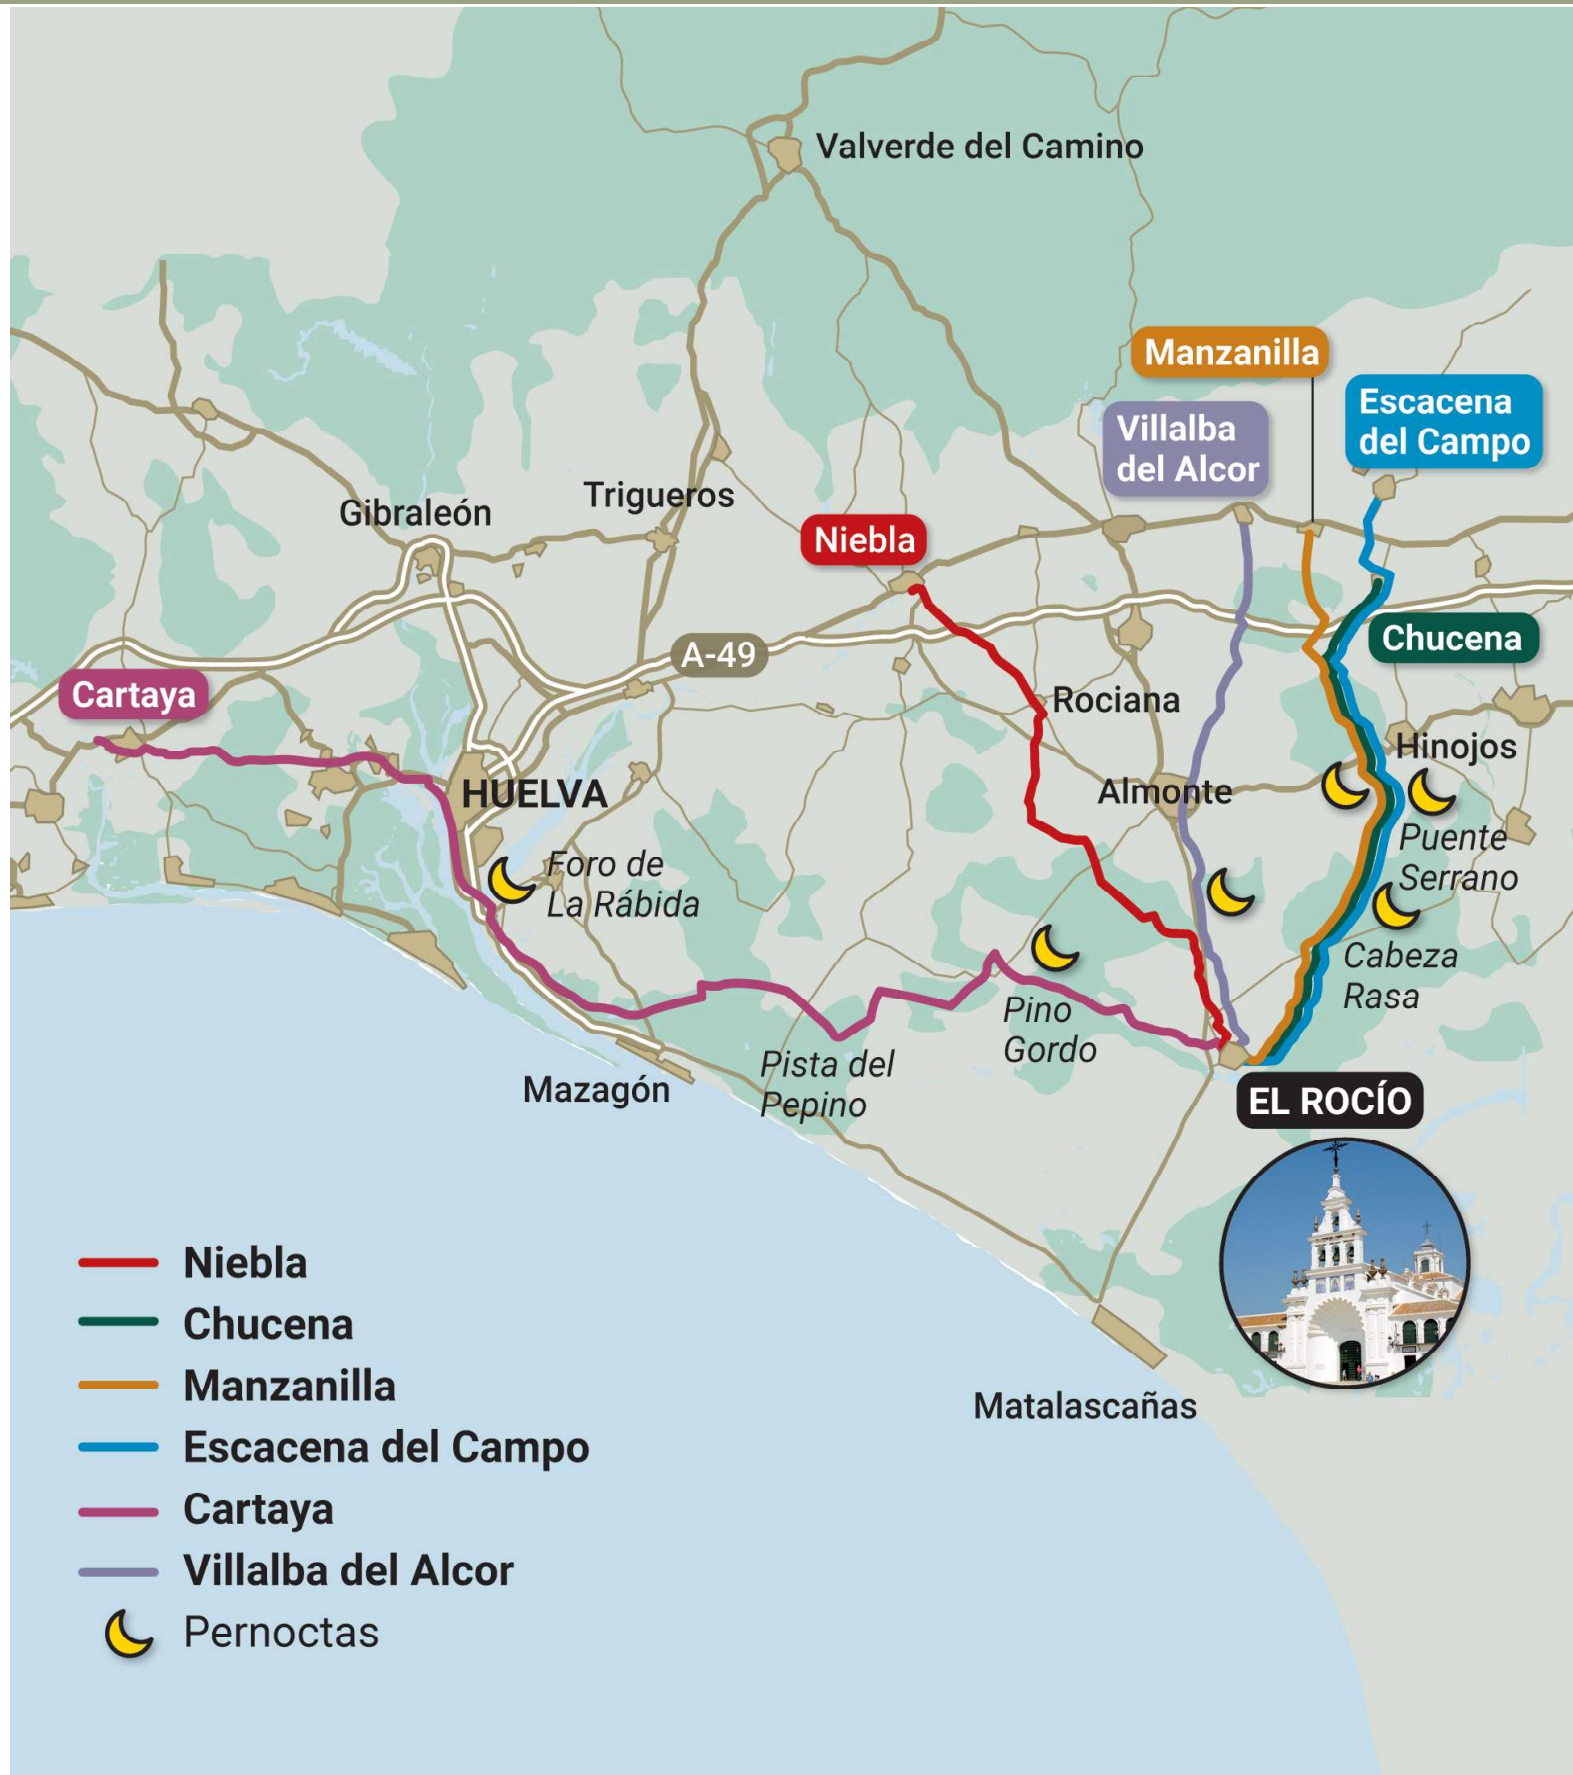 Valverde del Camino
Manzanilla
Escacena
del Campo
Villalba
del Alcor
Trigueros
Gibraleón
Niebla
Chucena
A-49
Cartaya
Rociana
Hinojos
HUELVA
Almonte
Puente
Serrano
Foro de
La Rábida
Cabeza
Rasa
Pino
Gordo
Pista del
Pepino
Mazagón
EL ROCÍO
Matalascañas
Niebla
Chucena
Manzanilla
Escacena del Campo
Cartaya
Villalba del Alcor
Pernoctas